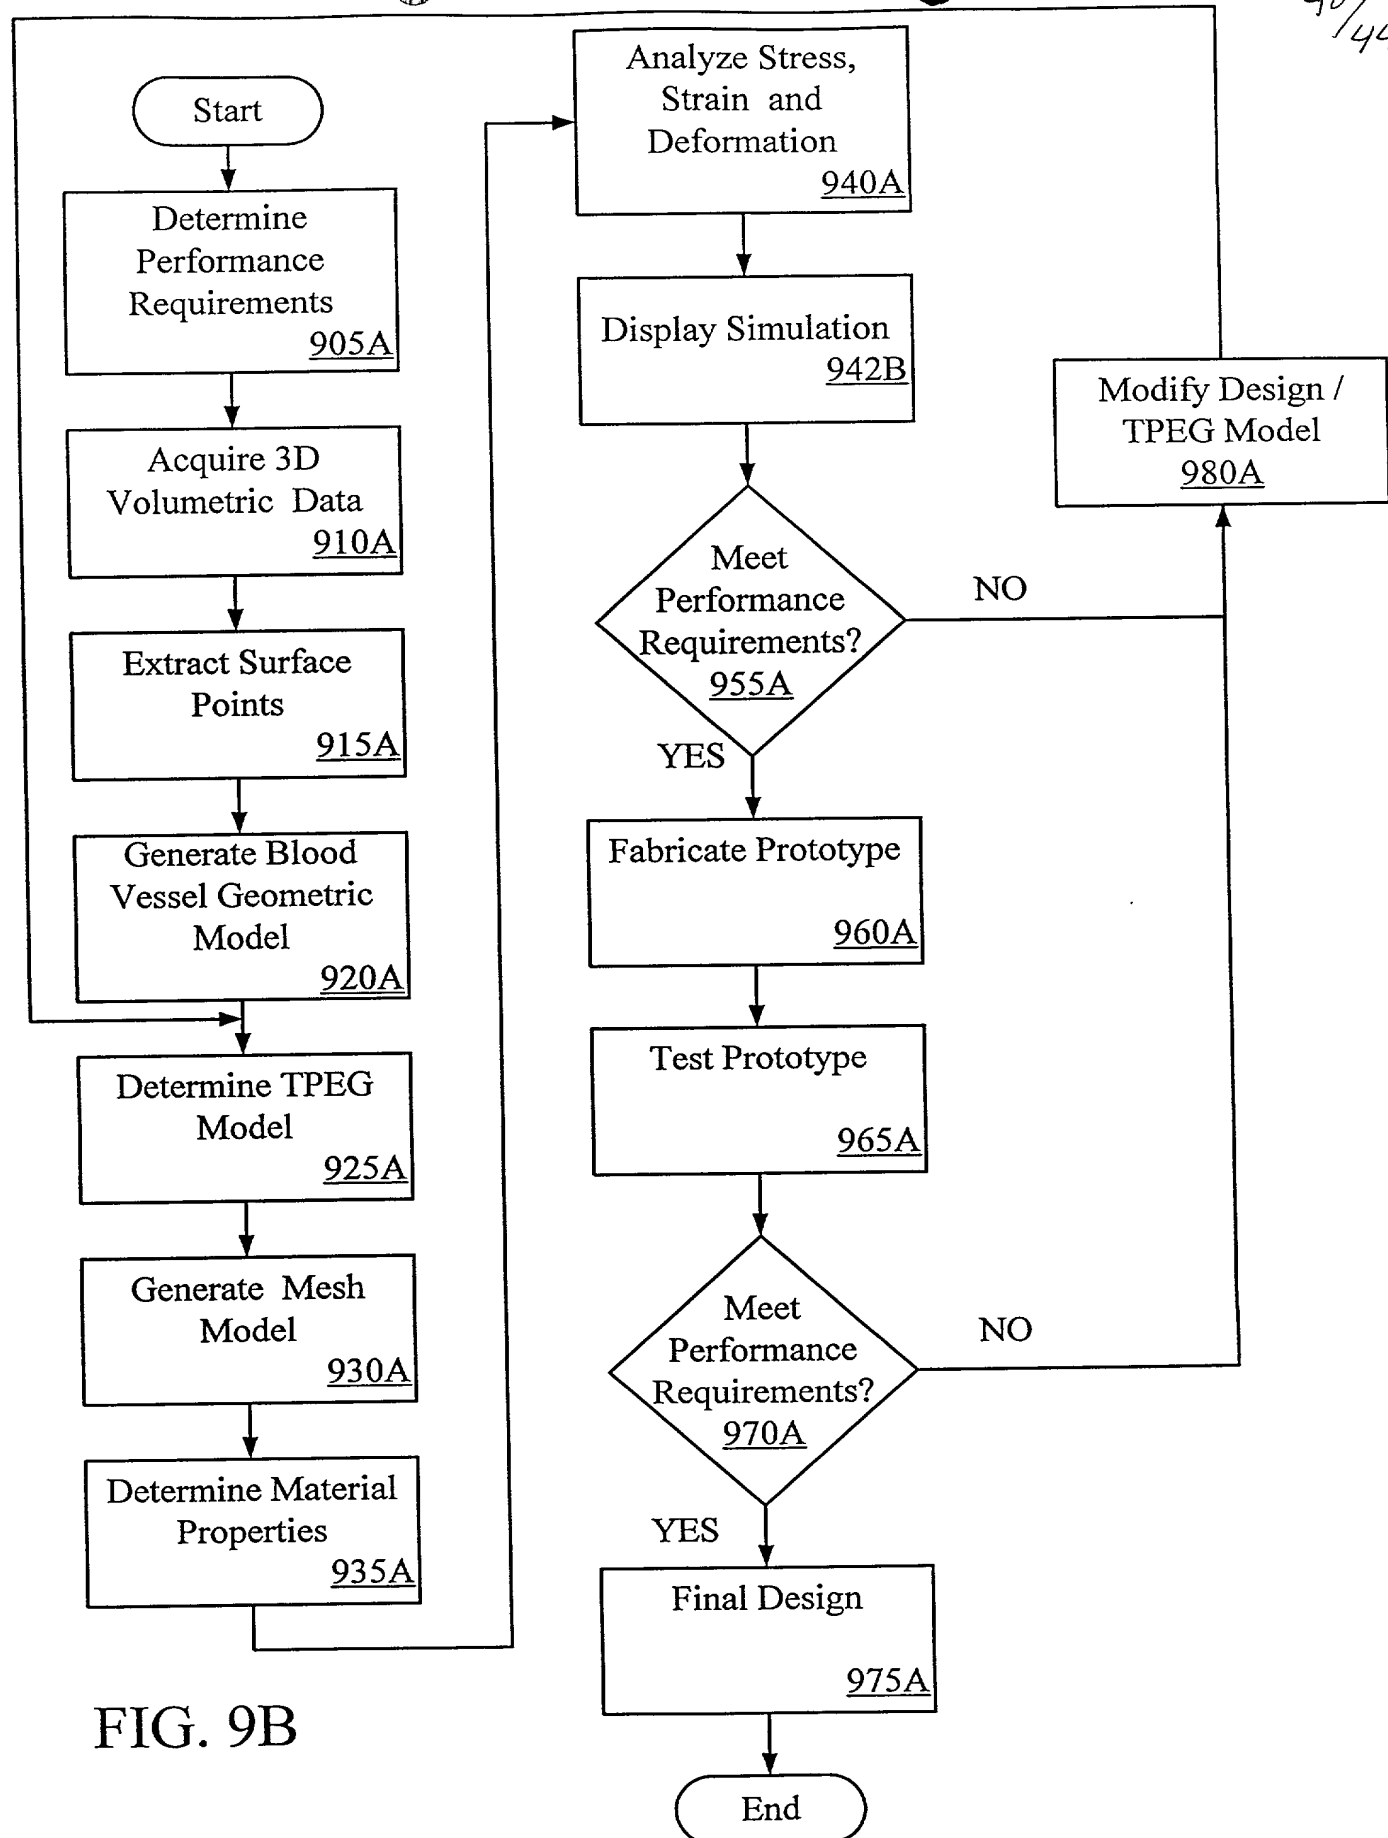 Start
Determine
Performance
Requirements
905A
Acquire 3D
Volumetric Data
910A
Extract Surface
Points
915A
Generate Blood
Vessel Geometric
Model
920A
Determine TPEG
Model
925A
Generate Mesh
Model
930A
Determine Material
Properties
935A
Analyze Stress,
Strain and
Deformation
940A
Display Simulation
942B
Meet
Performance
Requirements?
955A
NO
YES
Modify Design /
TPEG Model
980A
Fabricate Prototype
960A
Test Prototype
965A
Meet
Performance
Requirements?
970A
NO
YES
Final Design
975A
End
FIG. 9B